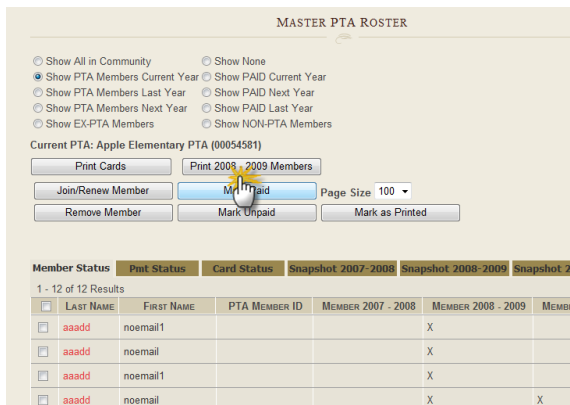 MASTER PTA ROSTER
Show All in Community Show None
Show PTA Members Current Year Show PAID Current Year
Show PTA Members Last Year Show PAID Next Year
Show PTA Members Next Year Show PAID Last Year
Show EX-PTA Members Show NON-PTA Members
Current PTA: Apple Elementary PTA (00054581)
Print Cards Print 2008 - 2009 Members
Join/Renew Member Page Size 100
Remove Member Mark Unpaid Mark as Printed
Member Status Pmt Status Card Status Snapshot 2007-2008 Snapshot 2008-2009 Snapshot 2
1 - 12 of 12 Results
LAST NAME FIRST NAME PTA MEMBER ID MEMBER 2007 - 2008 MEMBER 2008 - 2009
aaadd noemail1 X
aaadd noemail X
aaadd noemail1 X
aaadd noemail X X